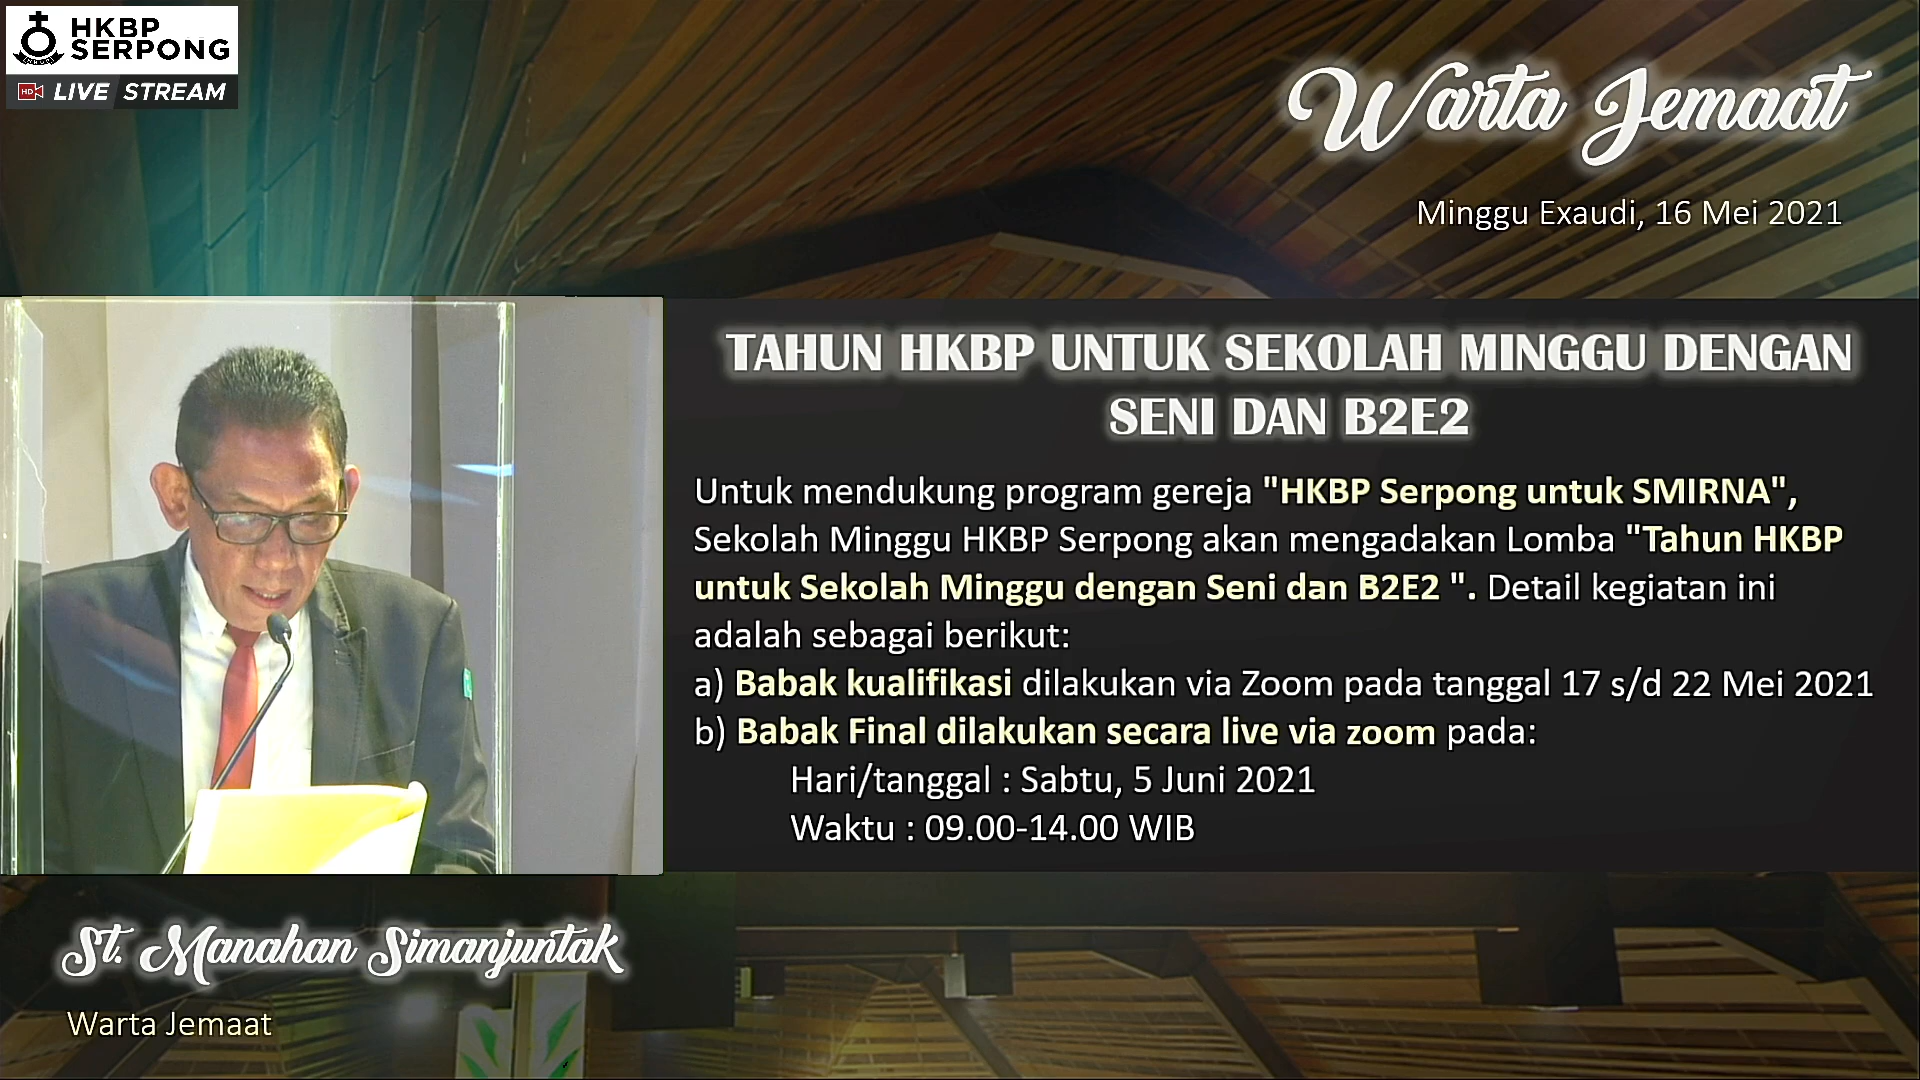 HKBP
SERPONG
HD LIVE STREAM
Warta Jemaat
Minggu Exaudi, 16 Mei 2021
TAHUN HKBP UNTUK SEKOLAH MINGGU DENGAN
SENI DAN B2E2
Untuk mendukung program gereja "HKBP Serpong untuk SMIRNA",
Sekolah Minggu HKBP Serpong akan mengadakan Lomba "Tahun HKBP
untuk Sekolah Minggu dengan Seni dan B2E2 ". Detail kegiatan ini
adalah sebagai berikut:
a) Babak kualifikasi dilakukan via Zoom pada tanggal 17 s/d 22 Mei 2021
b) Babak Final dilakukan secara live via zoom pada:
Hari/tanggal : Sabtu, 5 Juni 2021
Waktu : 09.00-14.00 WIB
St. Manahan Simanjuntak
Warta Jemaat